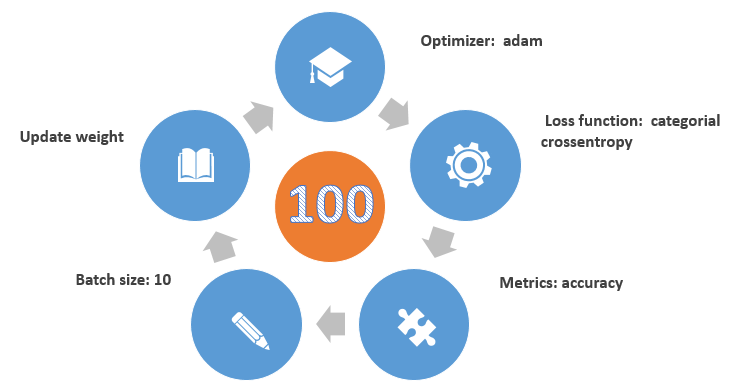 Optimizer: adam
Loss function: categorial
crossentropy
Metrics: accuracy
Batch size: 10
Update weight
100